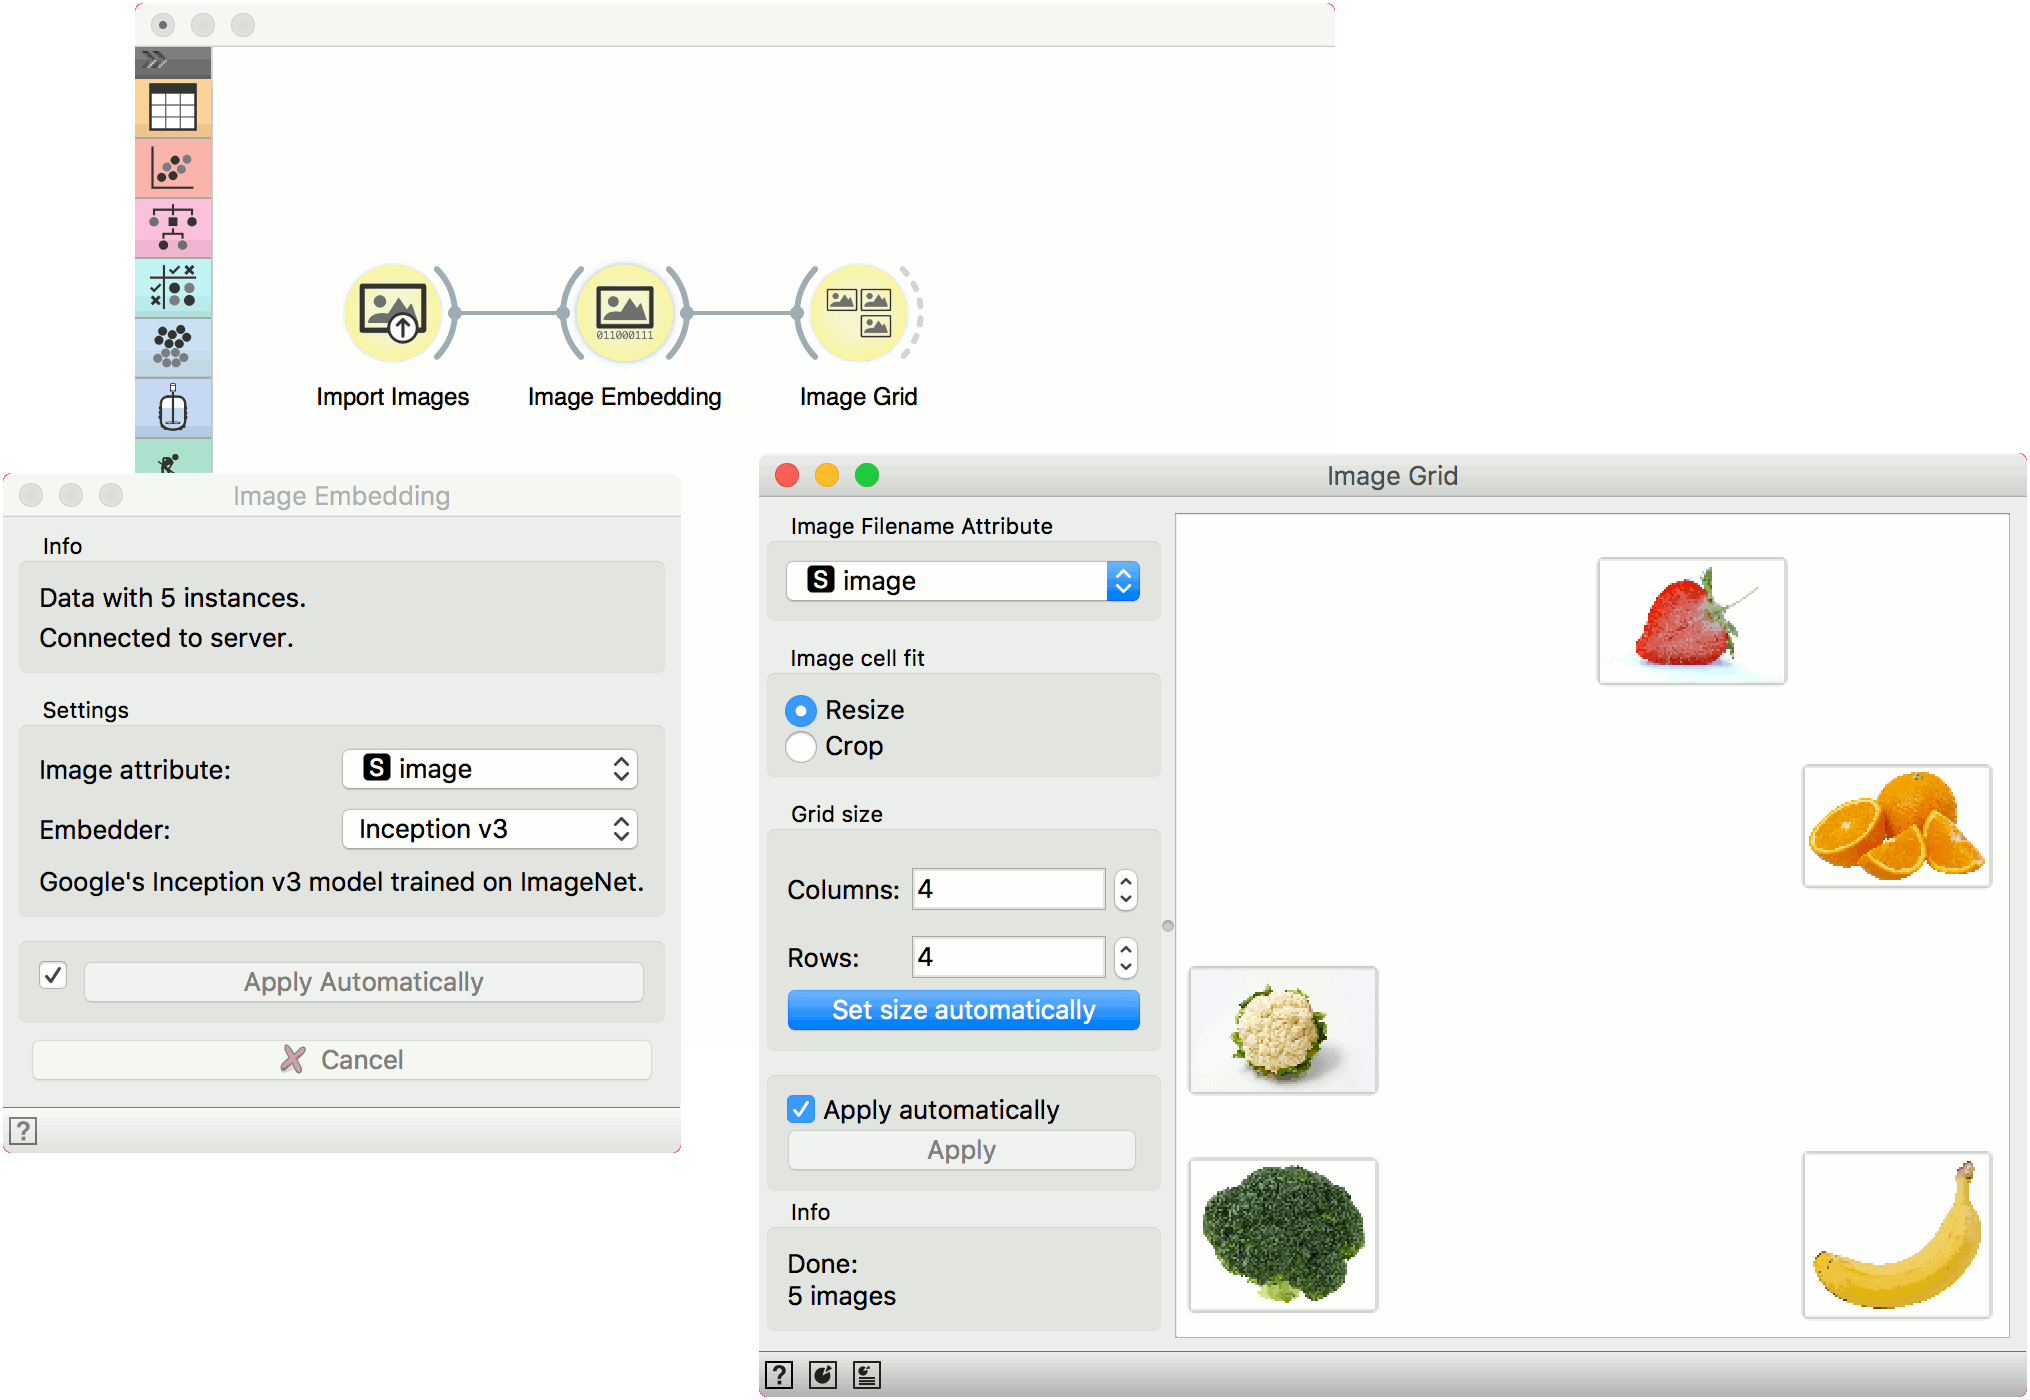 011000111
Import Images
Image Embedding
Image Grid
Image Embedding
Info
Data with 5 instances.
Connected to server.
Settings
Image attribute:
S image
Embedder:
Inception v3
Google's Inception v3 model trained on ImageNet.
Apply Automatically
Cancel
?
Image Grid
Image Filename Attribute
S image
Image cell fit
Resize
Crop
Grid size
Columns: 4
Rows: 4
Set size automatically
Apply automatically
Apply
Info
Done:
5 images
?